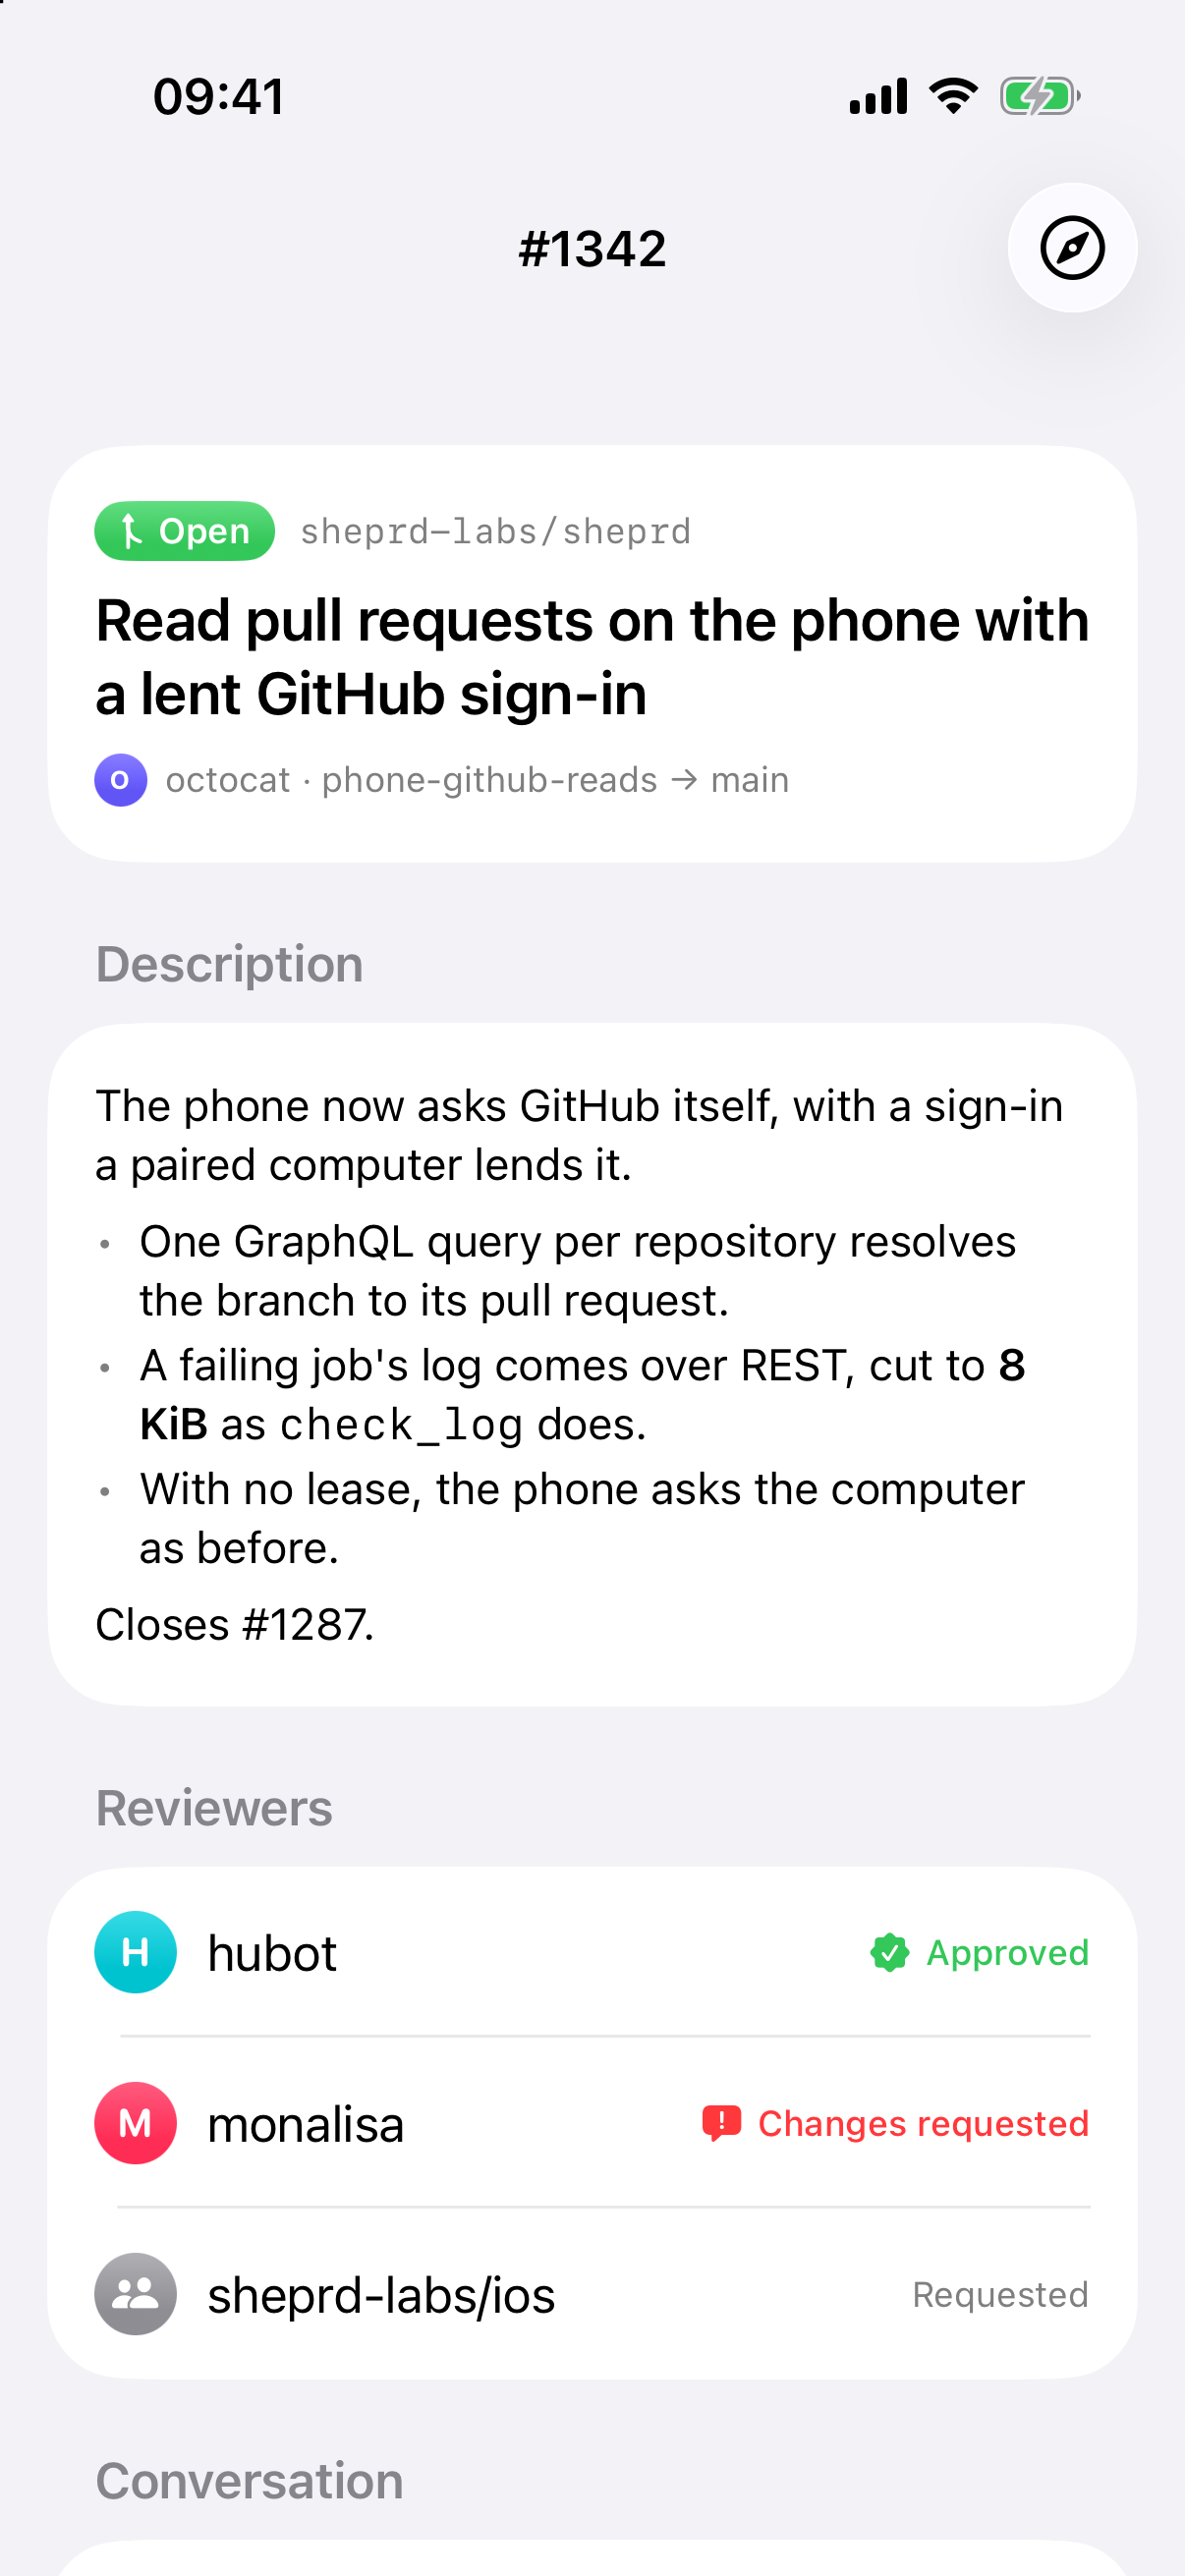 09:41
#1342
Open sheprd-labs/sheprd
Read pull requests on the phone with
a lent GitHub sign-in
O octocat · phone-github-reads → main
Description
The phone now asks GitHub itself, with a sign-in
a paired computer lends it.
• One GraphQL query per repository resolves
the branch to its pull request.
• A failing job's log comes over REST, cut to 8
KiB as check_log does.
• With no lease, the phone asks the computer
as before.
Closes #1287.
Reviewers
H hubot Approved
M monalisa Changes requested
sheprd-labs/ios Requested
Conversation